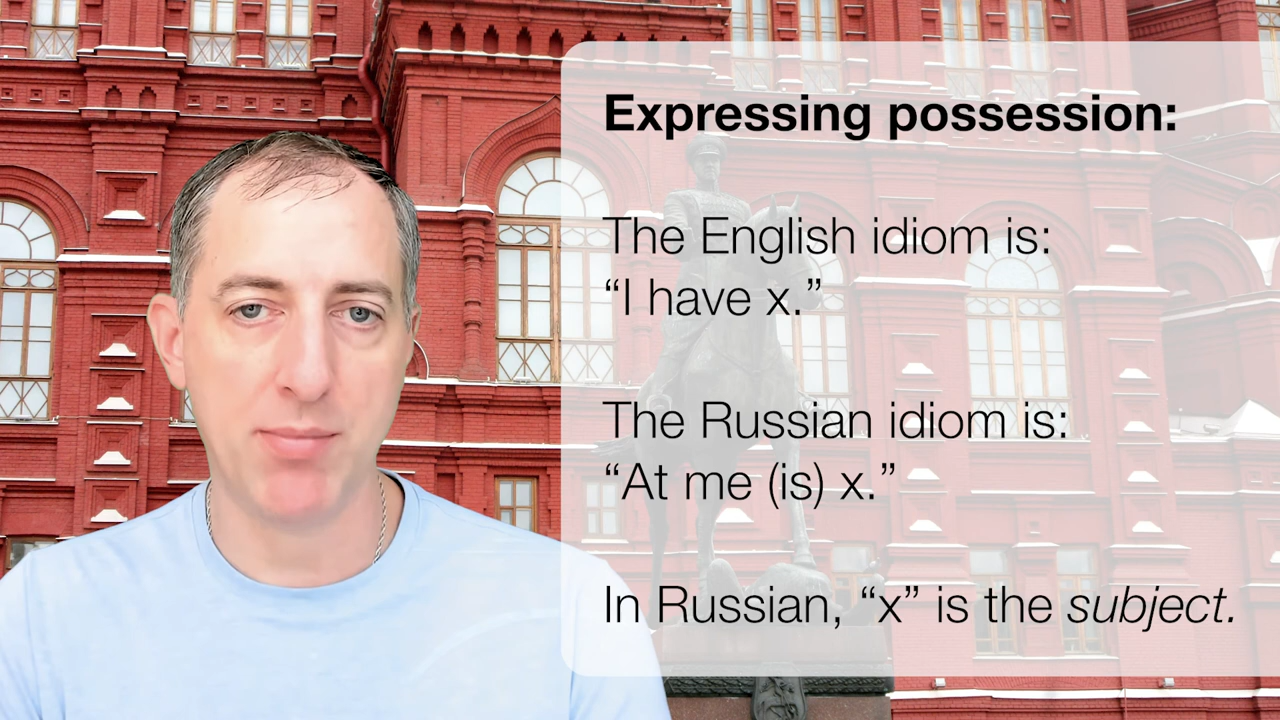 Expressing possession:
The English idiom is:
“I have x.”
The Russian idiom is:
“At me (is) x.”
In Russian, “x” is the subject.